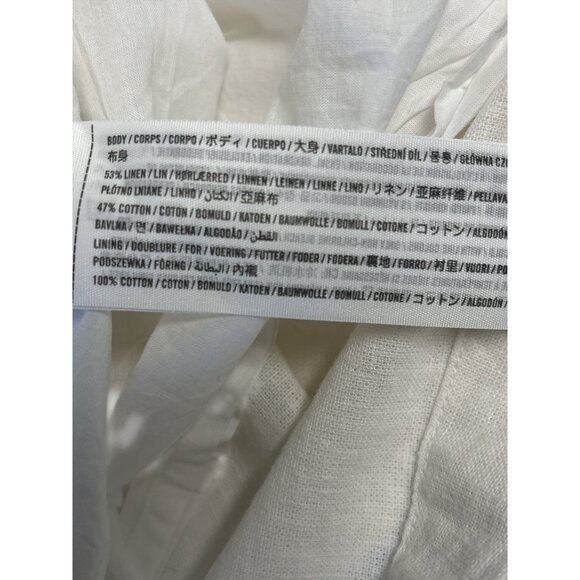 BODY / CORPS / CORPO / ボディ / CUERPO / 大身 / VARTALO / STŘEDNÍ DÍL / 몸통 / GŁÓWNA CZ
布身
53% LINEN / LIN / HØRLÆRRED / LINNEN / LEINEN / LINNE / LINO / リネン / 亚麻纤维 / PELLAVA
PŁÓTNO LNIANE / LINHO / الكتان / 亞麻布
47% COTTON / COTON / BOMULD / KATOEN / BAUMWOLLE / BOMULL / COTONE / コットン / ALGODÓN
BAVLNA / 면 / BAWEŁNA / ALGODÃO / القطن
LINING / DOUBLURE / FOR / VOERING / FUTTER / FODER / FODERA / 裏地 / FORRO / 衬里 / VUORI / PO
PODSZEWKA / FÔRING / البطانة / 內襯
100% COTTON / COTON / BOMULD / KATOEN / BAUMWOLLE / BOMULL / COTONE / コットン / ALGODÓN /